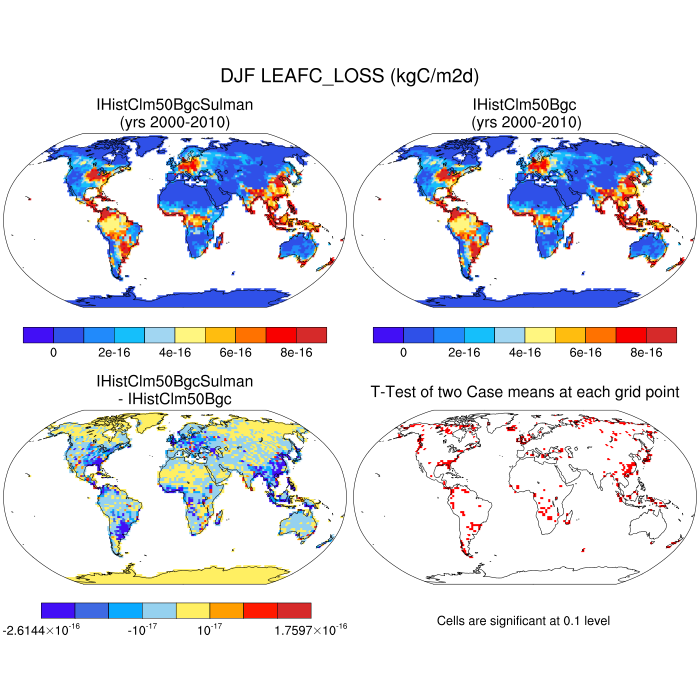 DJF LEAFC_LOSS (kgC/m2d)
IHistClm50BgcSulman
(yrs 2000-2010)
IHistClm50Bgc
(yrs 2000-2010)
0 2e-16 4e-16 6e-16 8e-16
0 2e-16 4e-16 6e-16 8e-16
IHistClm50BgcSulman
- IHistClm50Bgc
T-Test of two Case means at each grid point
-2.6144×10⁻¹⁶ -10⁻¹⁷ 10⁻¹⁷ 1.7597×10⁻¹⁶
Cells are significant at 0.1 level